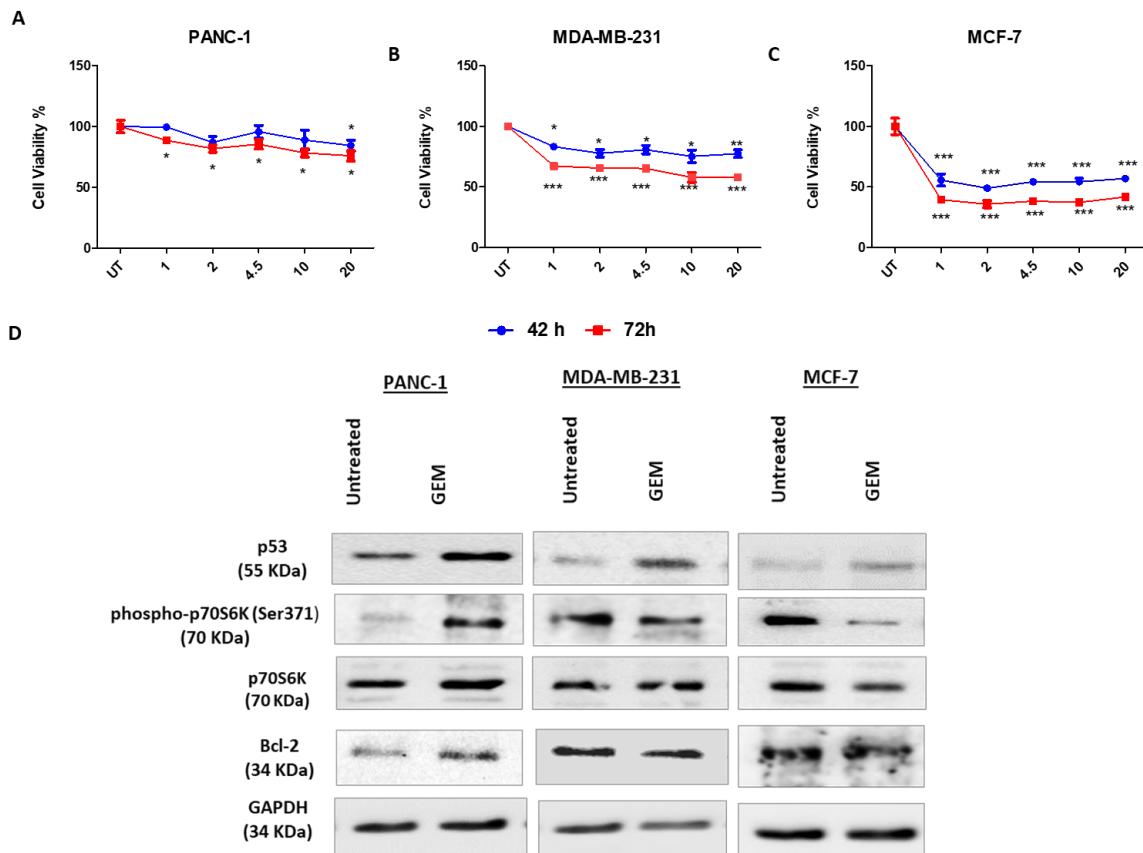 A
PANC-1
Cell Viability %
150
100
50
0
*
* * * * *
UT 1 2 4.5 10 20
B
MDA-MB-231
Cell Viability %
150
100
50
0
* * * * **
*** *** *** *** ***
UT 1 2 4.5 10 20
C
MCF-7
Cell Viability %
150
100
50
0
*** *** *** *** ***
*** *** *** *** ***
UT 1 2 4.5 10 20
42 h 72h
D
PANC-1 MDA-MB-231 MCF-7
Untreated GEM Untreated GEM Untreated GEM
p53
(55 KDa)
phospho-p70S6K (Ser371)
(70 KDa)
p70S6K
(70 KDa)
Bcl-2
(34 KDa)
GAPDH
(34 KDa)